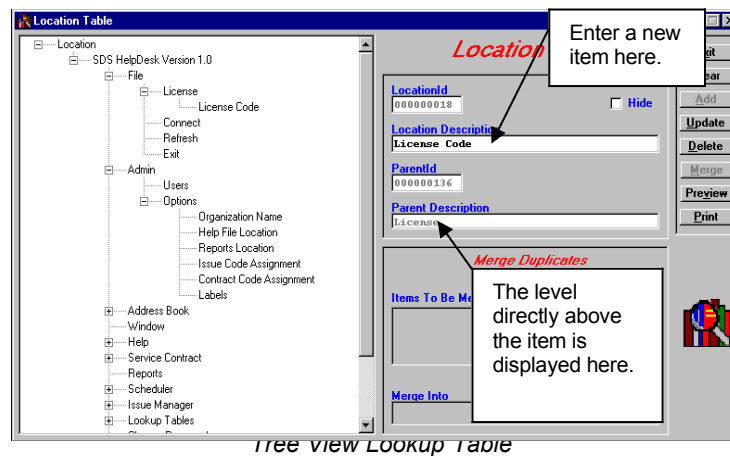 Location Table
Location
SDS HelpDesk Version 1.0
File
License
License Code
Connect
Refresh
Exit
Admin
Users
Options
Organization Name
Help File Location
Reports Location
Issue Code Assignment
Contract Code Assignment
Labels
Address Book
Window
Help
Service Contract
Reports
Scheduler
Issue Manager
Lookup Tables
Location
Enter a new
item here.
LocationId
000000018
Hide
Location Description
License Code
ParentId
000000136
Parent Description
License
Merge Duplicates
Items To Be Me
The level
directly above
the item is
displayed here.
Merge Into
Add
Update
Delete
Merge
Preview
Print
Tree View Lookup Table